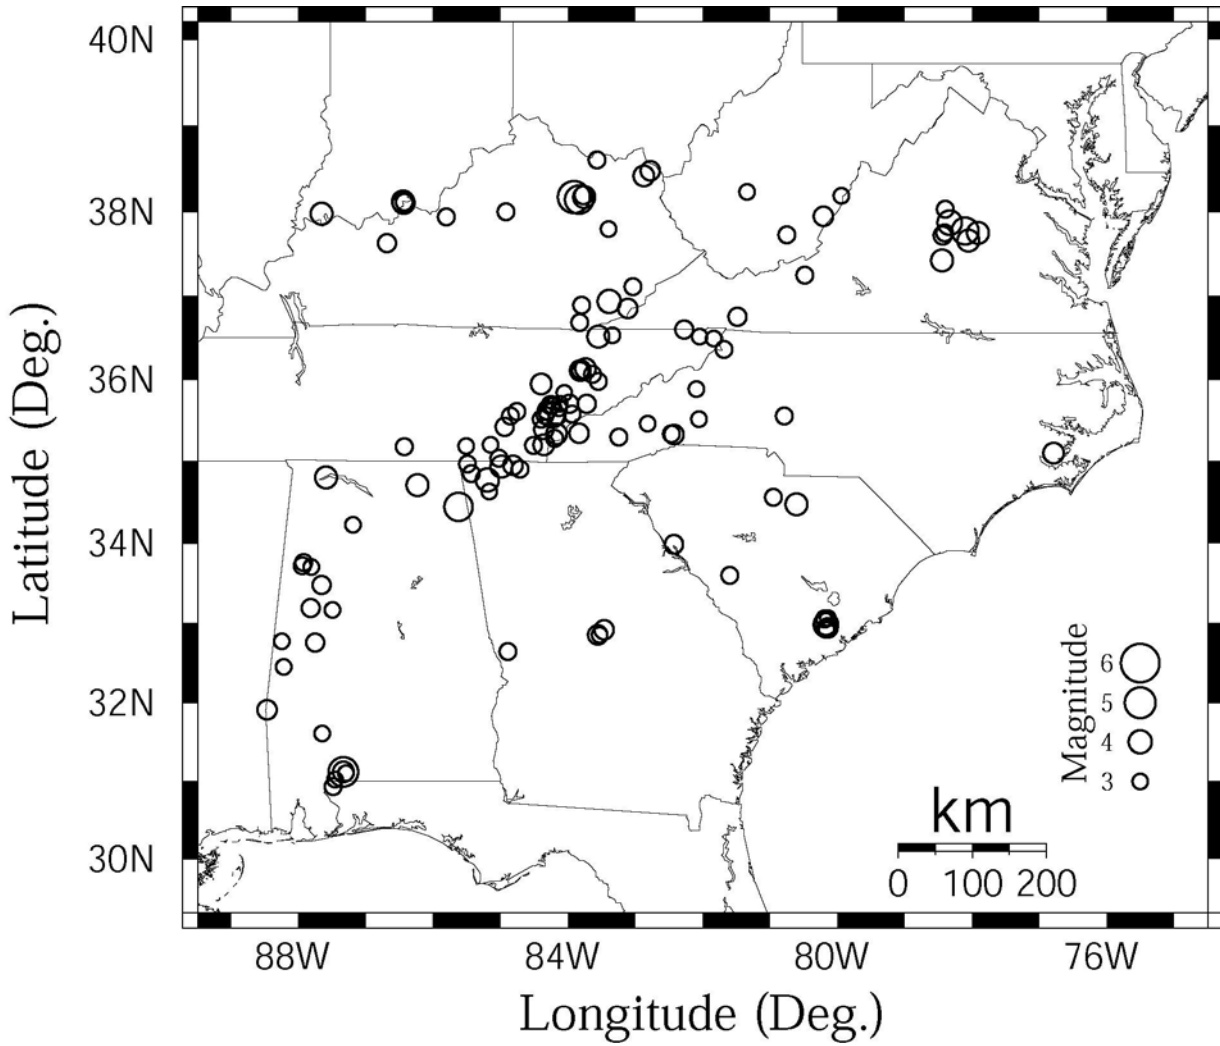 40N
38N
36N
34N
32N
30N
Latitude (Deg.)
Magnitude
6
5
4
3
km
0 100 200
88W 84W 80W 76W
Longitude (Deg.)